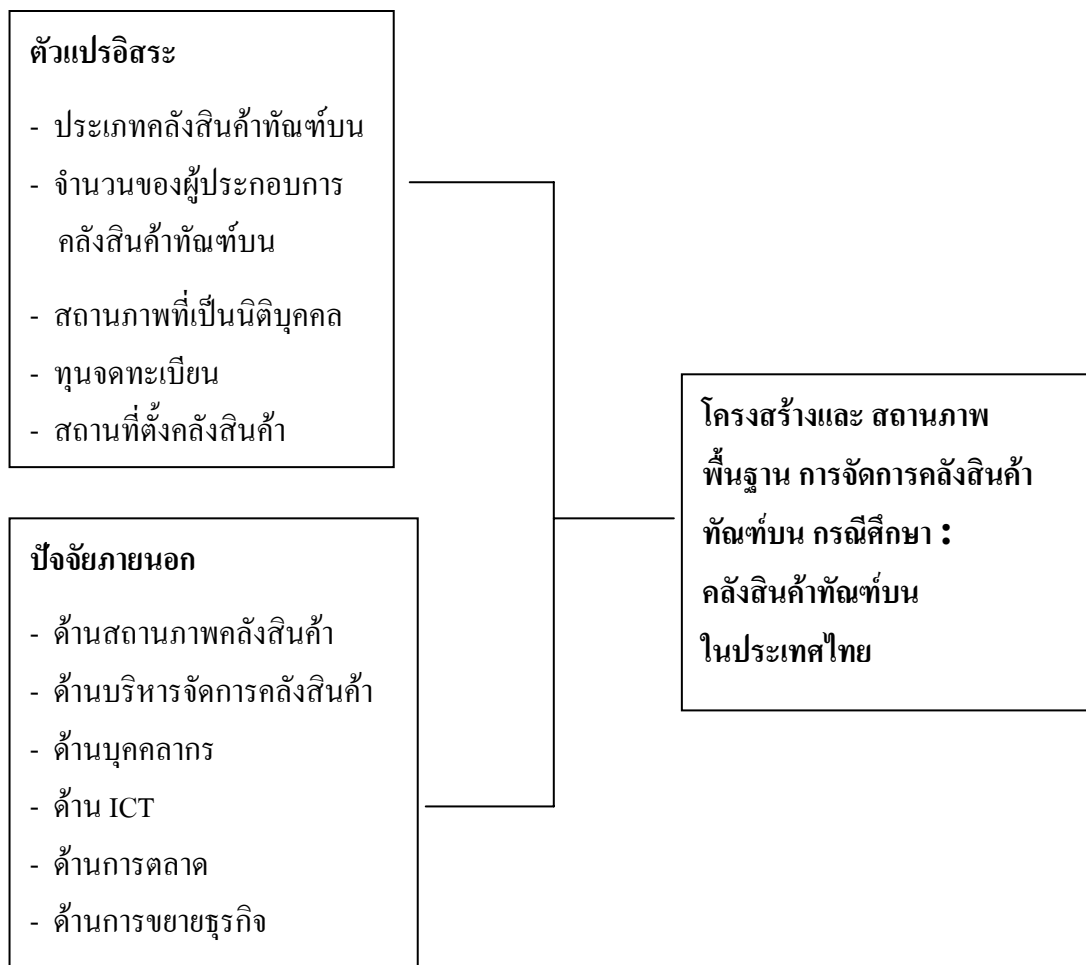 ตัวแปรอิสระ
- ประเภทคลังสินค้าทัณฑ์บน
- จำนวนของผู้ประกอบการ
คลังสินค้าทัณฑ์บน
- สถานภาพที่เป็นนิติบุคคล
- ทุนจดทะเบียน
- สถานที่ตั้งคลังสินค้า
ปัจจัยภายนอก
- ด้านสถานภาพคลังสินค้า
- ด้านบริหารจัดการคลังสินค้า
- ด้านบุคคลากร
- ด้าน ICT
- ด้านการตลาด
- ด้านการขยายธุรกิจ
โครงสร้างและ สถานภาพ
พื้นฐาน การจัดการคลังสินค้า
ทัณฑ์บน กรณีศึกษา :
คลังสินค้าทัณฑ์บน
ในประเทศไทย